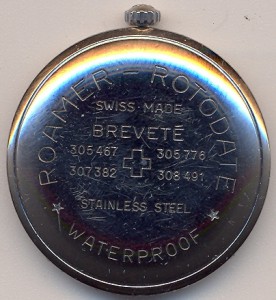 ROAMER - ROTODATE
SWISS-MADE
BREVETÉ
305467 305776
307382 308491
STAINLESS STEEL
WATERPROOF